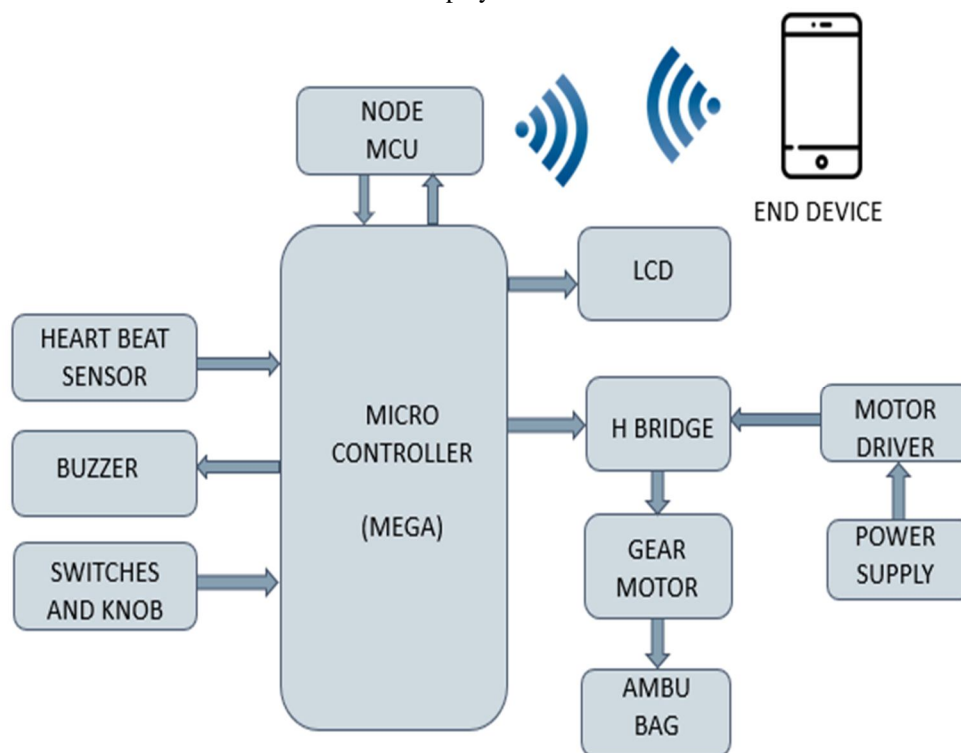 NODE
MCU
END DEVICE
LCD
HEART BEAT
SENSOR
MICRO
CONTROLLER
(MEGA)
H BRIDGE
MOTOR
DRIVER
BUZZER
GEAR
MOTOR
POWER
SUPPLY
SWITCHES
AND KNOB
AMBU
BAG